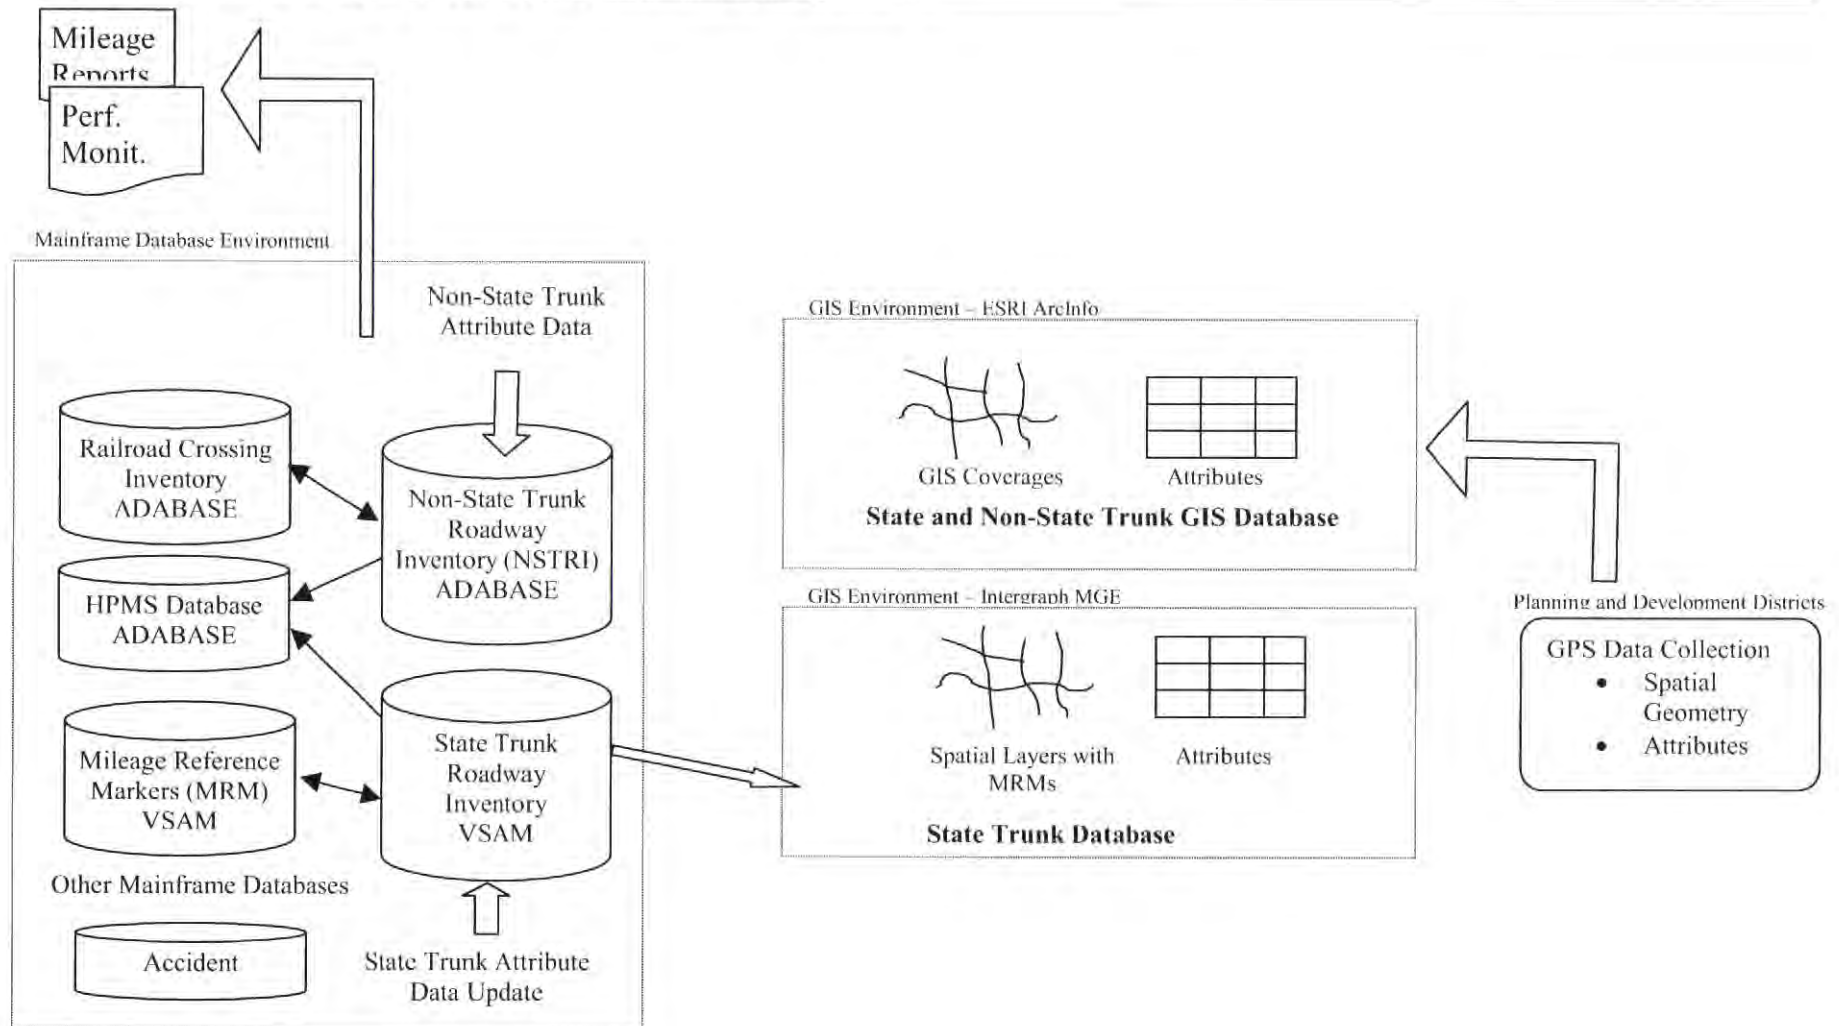 Mileage
Reports
Perf.
Monit.
Mainframe Database Environment
Non-State Trunk
Attribute Data
Railroad Crossing
Inventory
ADABASE
Non-State Trunk
Roadway
Inventory (NSTRI)
ADABASE
HPMS Database
ADABASE
Mileage Reference
Markers (MRM)
VSAM
State Trunk
Roadway
Inventory
VSAM
Other Mainframe Databases
Accident
State Trunk Attribute
Data Update
GIS Environment – ESRI ArcInfo
GIS Coverages
Attributes
State and Non-State Trunk GIS Database
GIS Environment – Intergraph MGE
Spatial Layers with
MRMs
Attributes
State Trunk Database
Planning and Development Districts
GPS Data Collection
• Spatial
Geometry
• Attributes